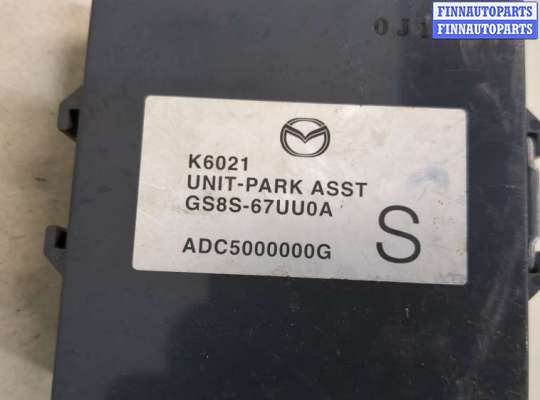 FINNAUTOPARTS
FINNAUTOPARTS
K6021
UNIT-PARK ASST
GS8S-67UU0A
S
ADC5000000G